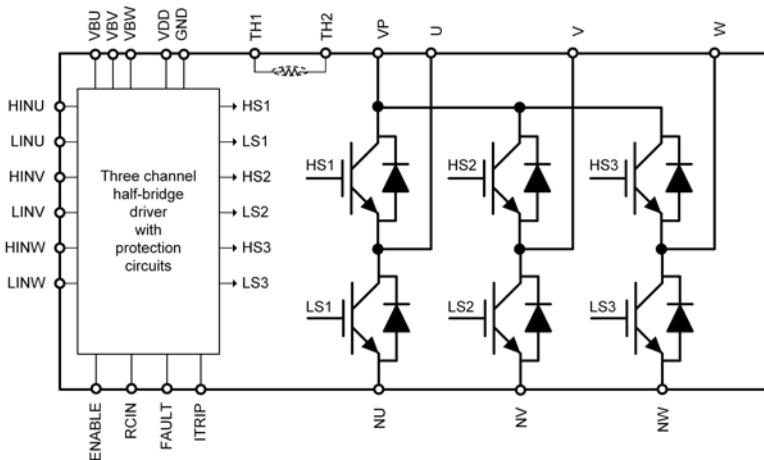 VBU
VBV
VBW
VDD
GND
TH1
TH2
VP
U
V
W
HINU
LINU
HINV
LINV
HINW
LINW
Three channel
half-bridge
driver
with
protection
circuits
HS1
LS1
HS2
LS2
HS3
LS3
HS1
HS2
HS3
LS1
LS2
LS3
ENABLE
RCIN
FAULT
ITRIP
NU
NV
NW